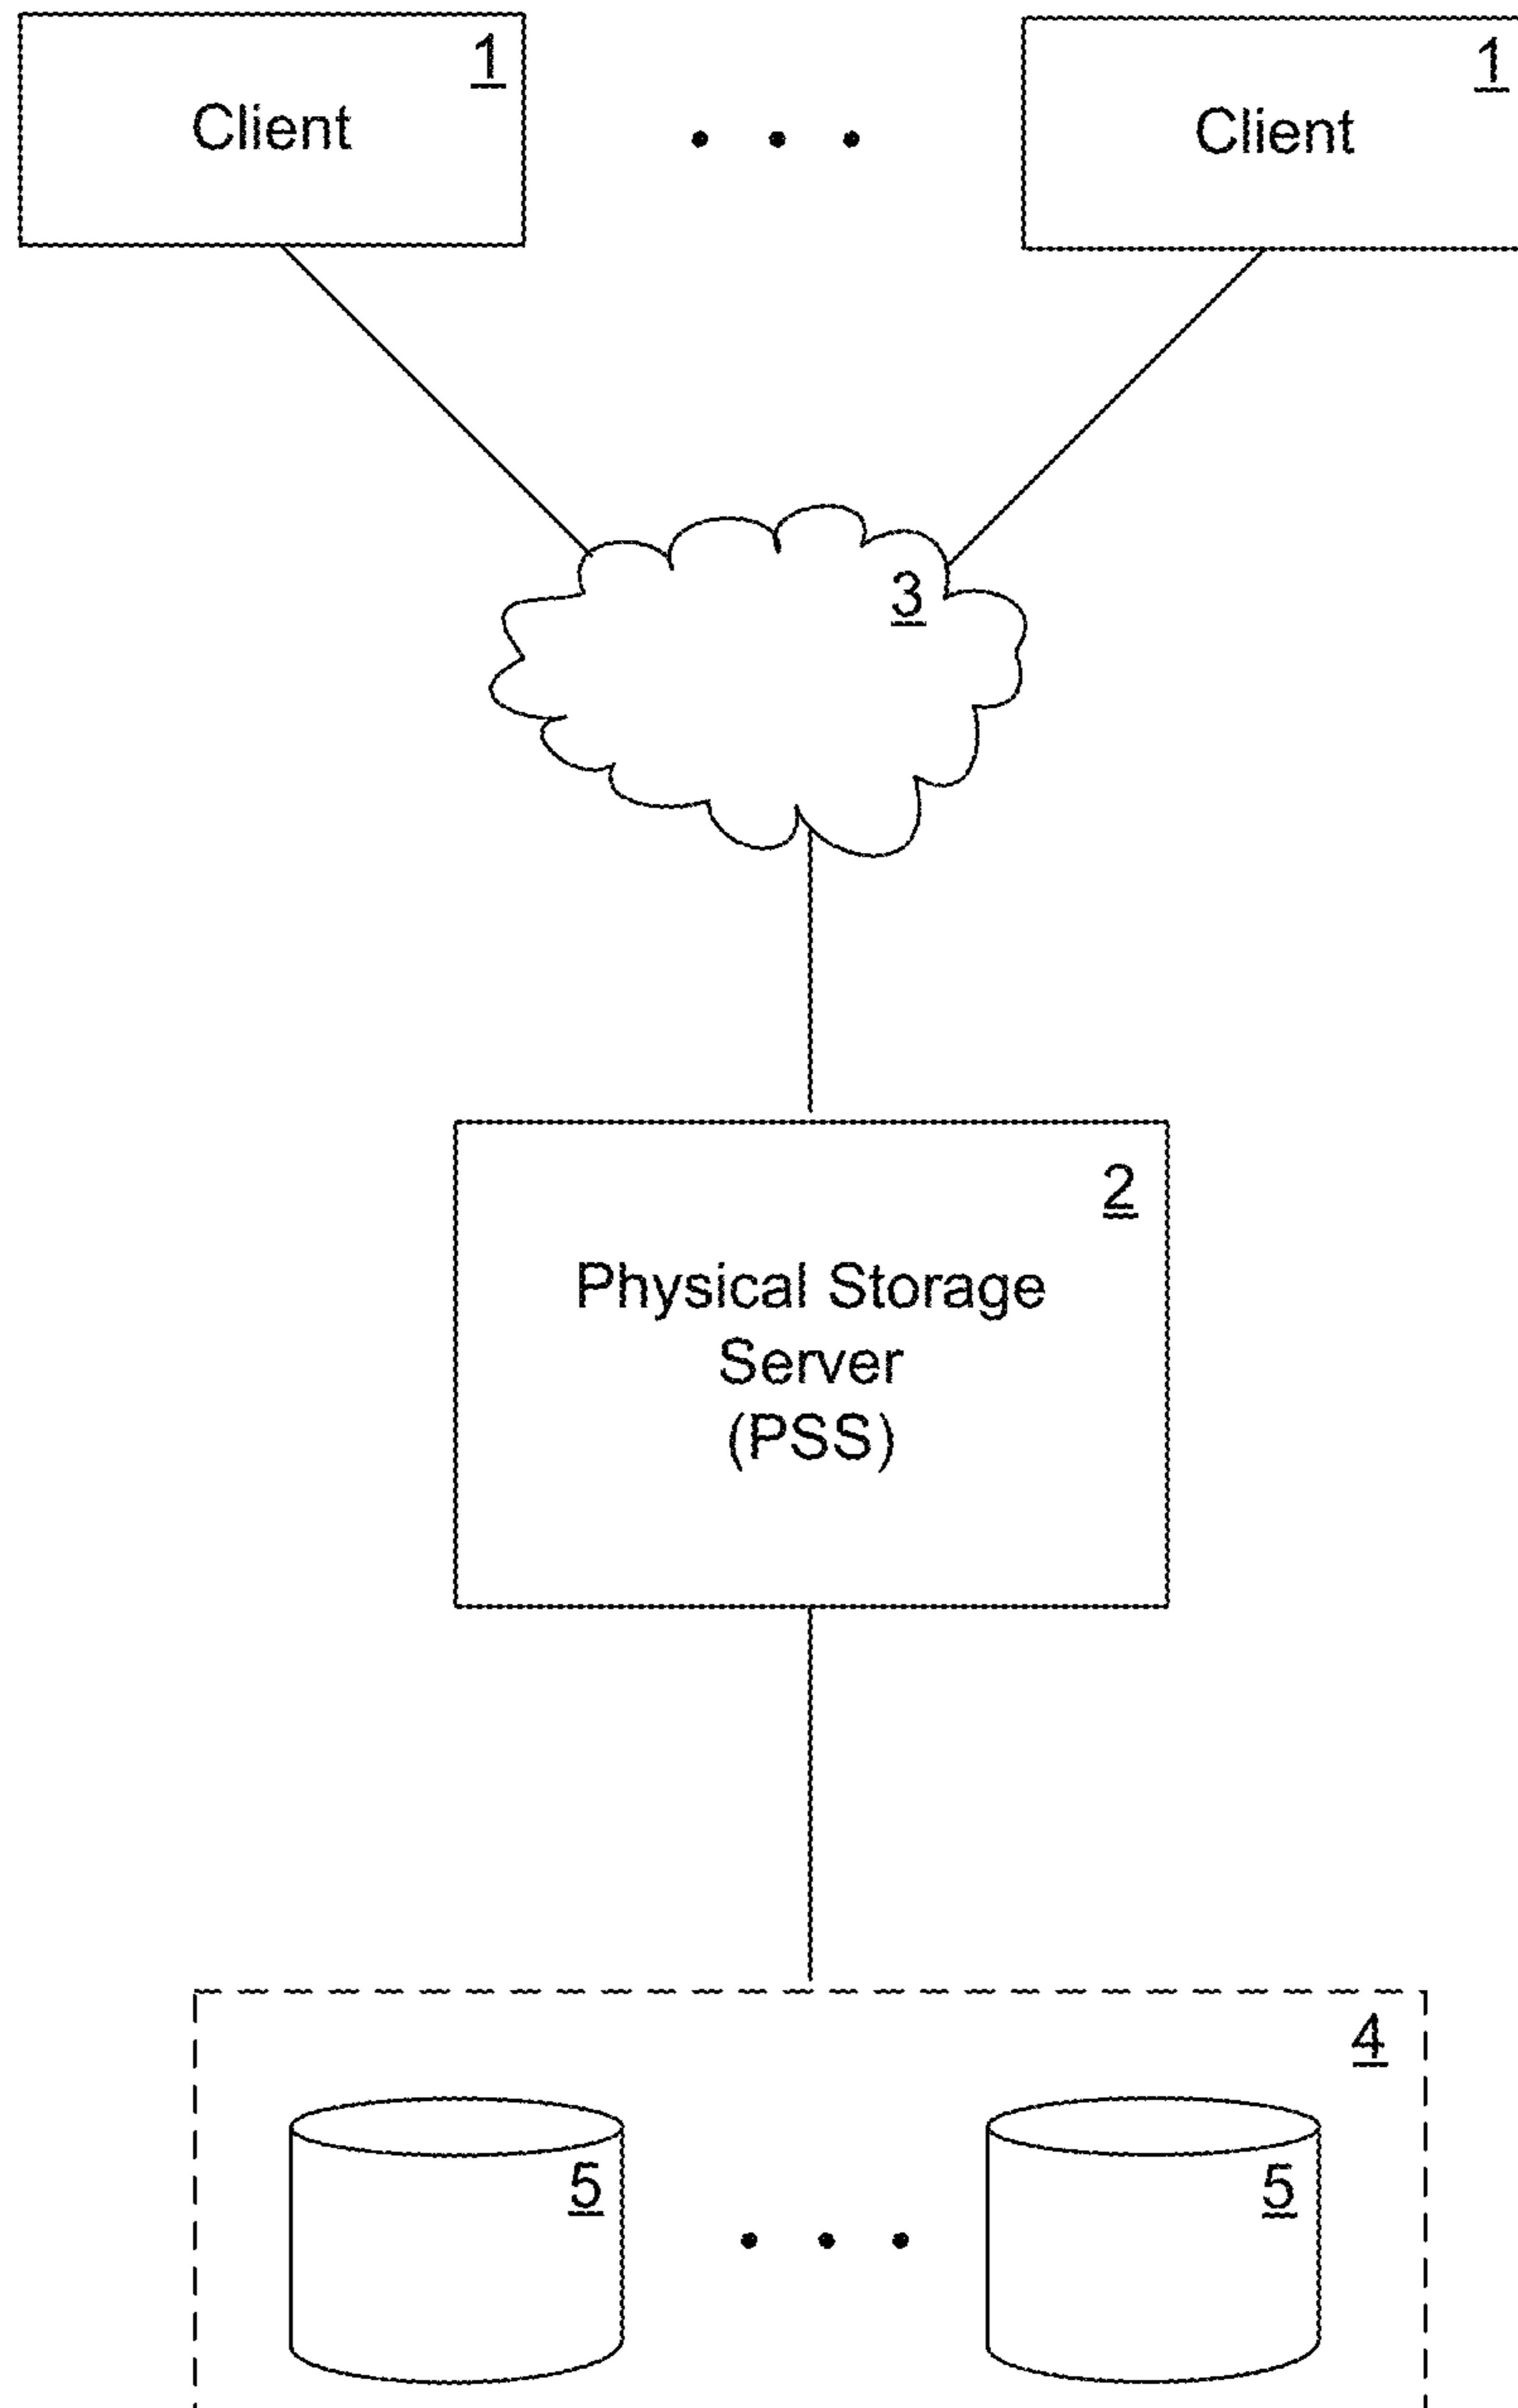 1
Client
1
Client
3
2
Physical Storage
Server
(PSS)
4
5
5